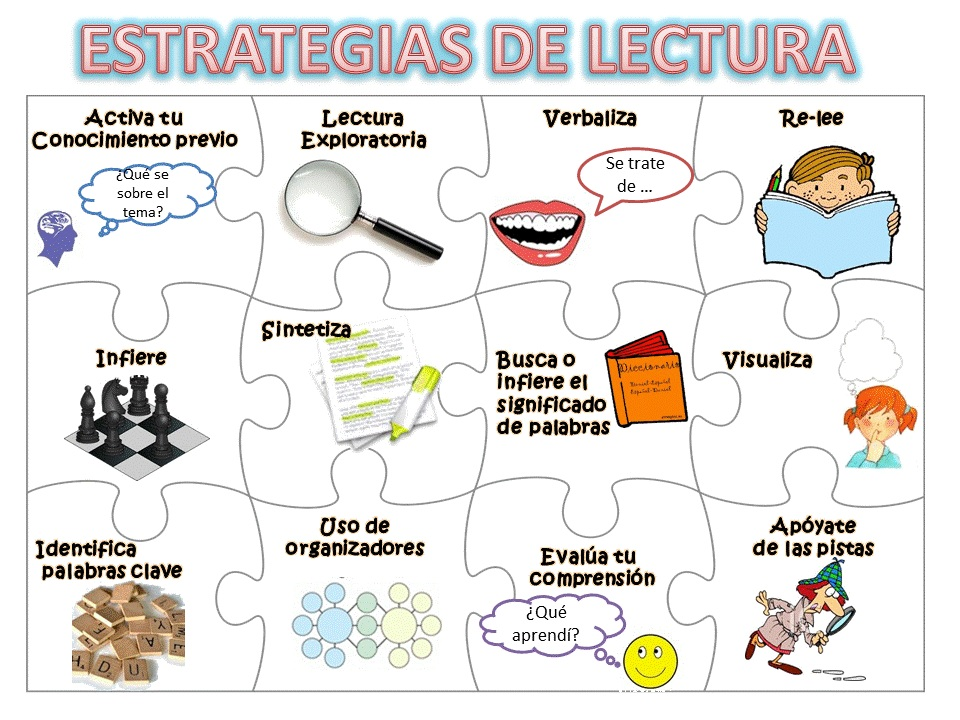 ESTRATEGIAS DE LECTURA
Activa tu
Conocimiento previo
¿Qué se
sobre el
tema?
Lectura
Exploratoria
Verbaliza
Se trate
de ...
Re-lee
Infiere
Sintetiza
Busca o
infiere el
significado
de palabras
Diccionario
Visualiza
Identifica
palabras clave
Uso de
organizadores
Evalúa tu
comprensión
¿Qué
aprendí?
Apóyate
de las pistas